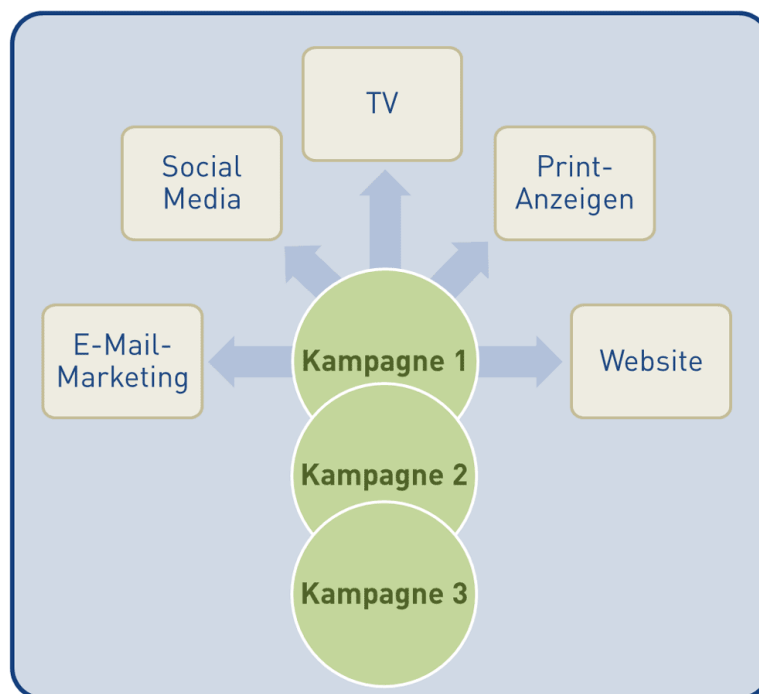 TV
Social
Media
Print-
Anzeigen
E-Mail-
Marketing
Kampagne 1
Website
Kampagne 2
Kampagne 3